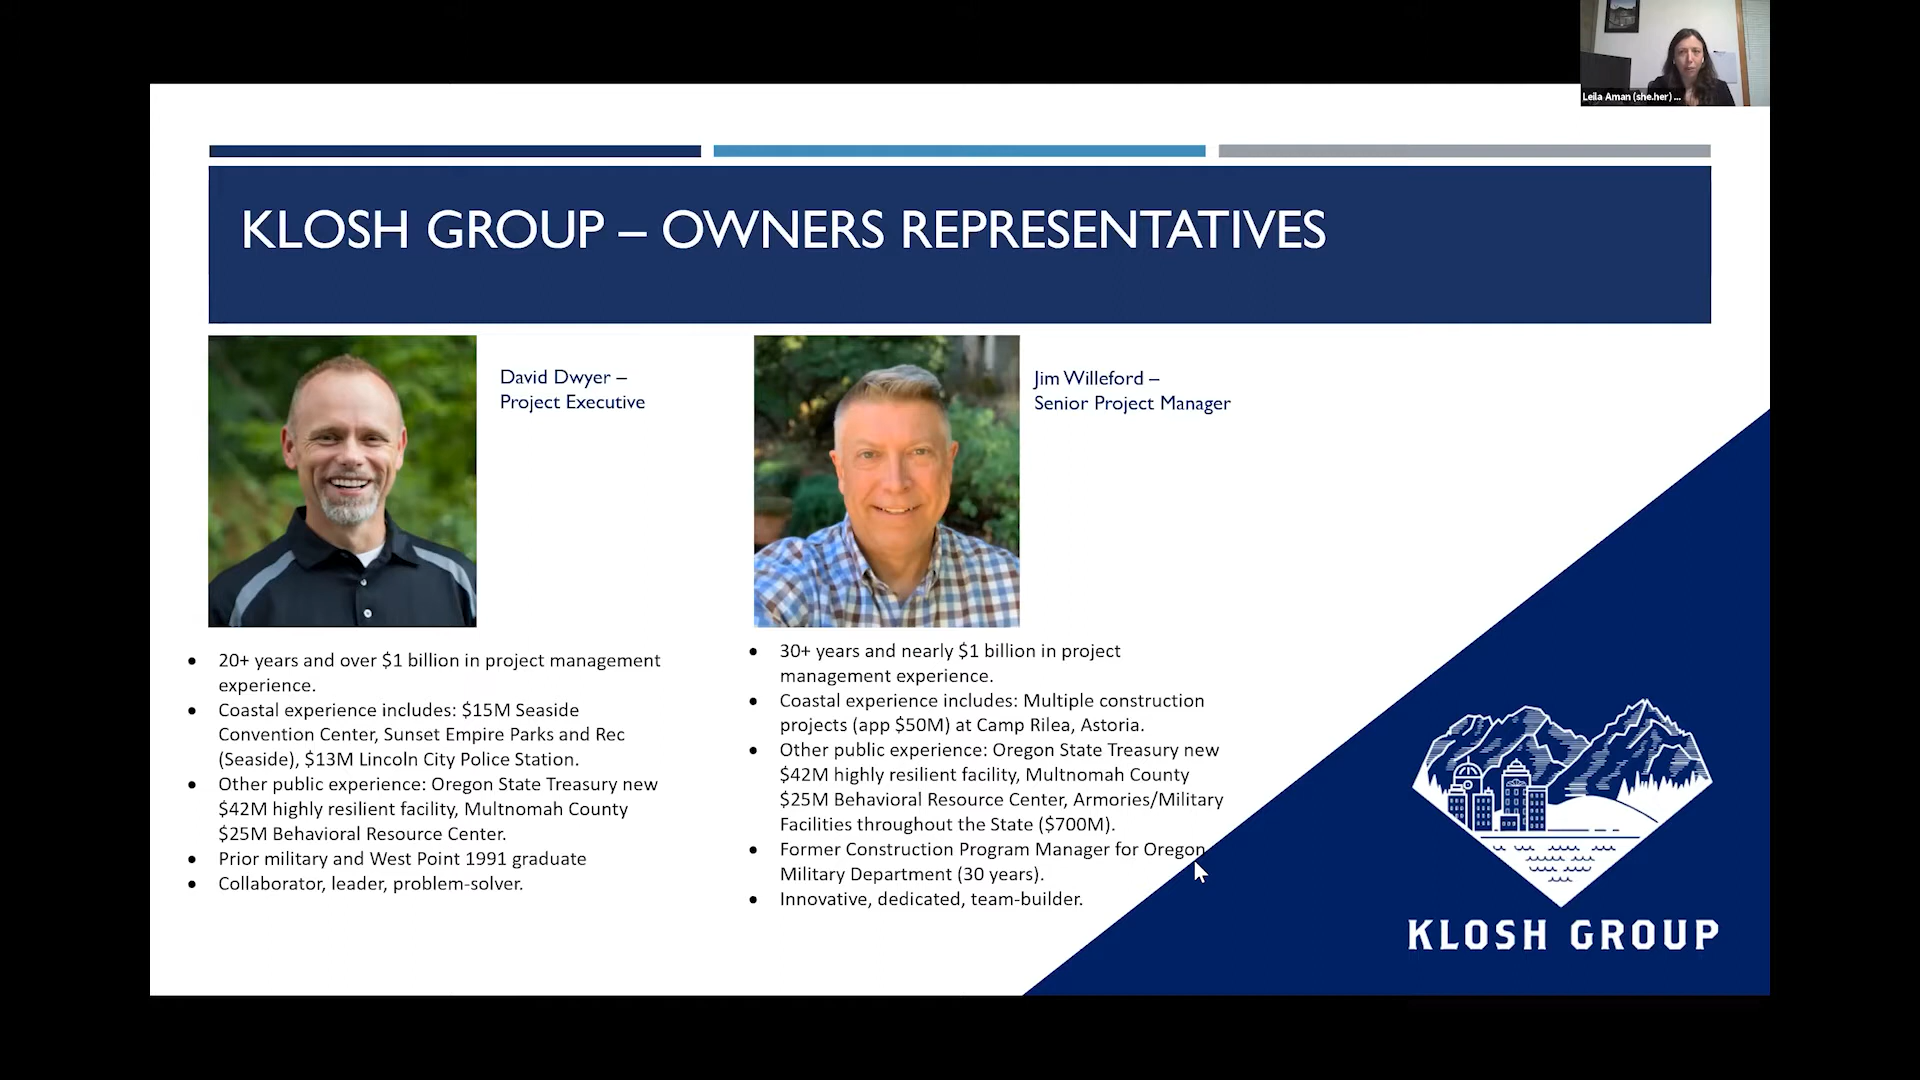 Leila Aman (she.her) ...
KLOSH GROUP – OWNERS REPRESENTATIVES
David Dwyer –
Project Executive
• 20+ years and over $1 billion in project management
experience.
• Coastal experience includes: $15M Seaside
Convention Center, Sunset Empire Parks and Rec
(Seaside), $13M Lincoln City Police Station.
• Other public experience: Oregon State Treasury new
$42M highly resilient facility, Multnomah County
$25M Behavioral Resource Center.
• Prior military and West Point 1991 graduate
• Collaborator, leader, problem-solver.
Jim Willeford –
Senior Project Manager
• 30+ years and nearly $1 billion in project
management experience.
• Coastal experience includes: Multiple construction
projects (app $50M) at Camp Rilea, Astoria.
• Other public experience: Oregon State Treasury new
$42M highly resilient facility, Multnomah County
$25M Behavioral Resource Center, Armories/Military
Facilities throughout the State ($700M).
• Former Construction Program Manager for Oregon
Military Department (30 years).
• Innovative, dedicated, team-builder.
KLOSH GROUP